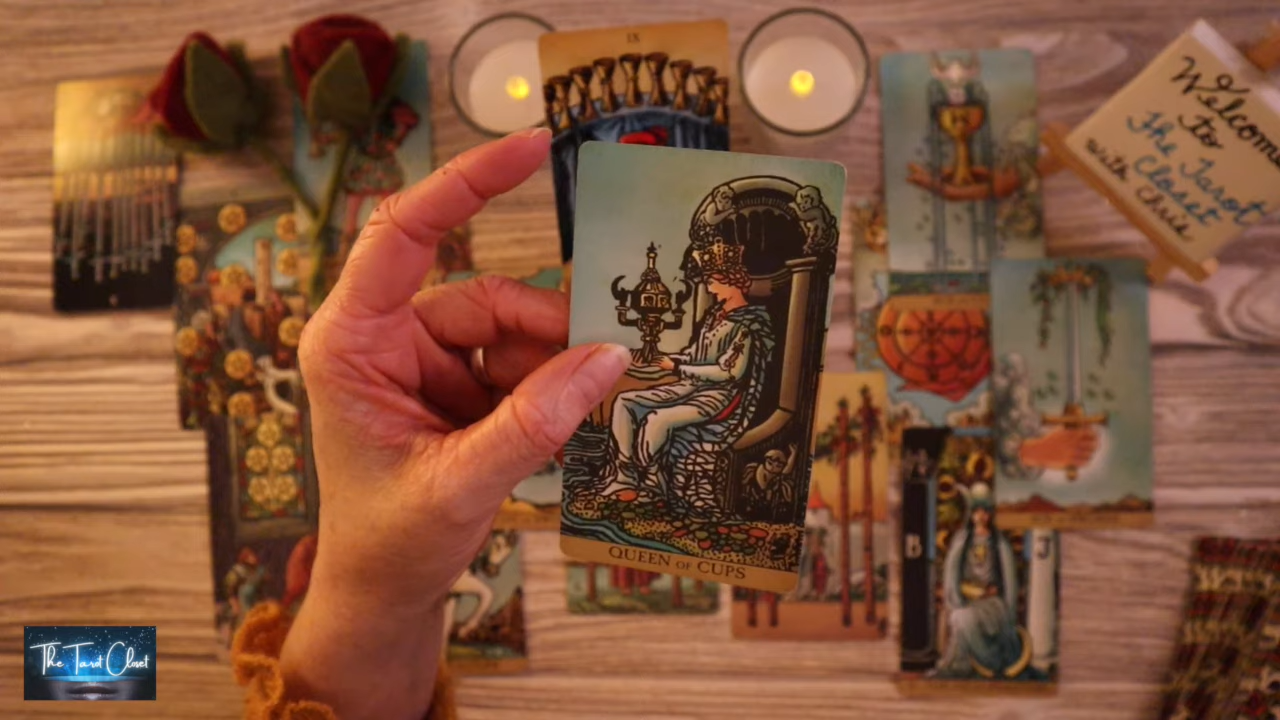 IX
Welcome
to
The Tarot
Closet
with Chris
QUEEN OF CUPS
B
J
The Tarot Closet